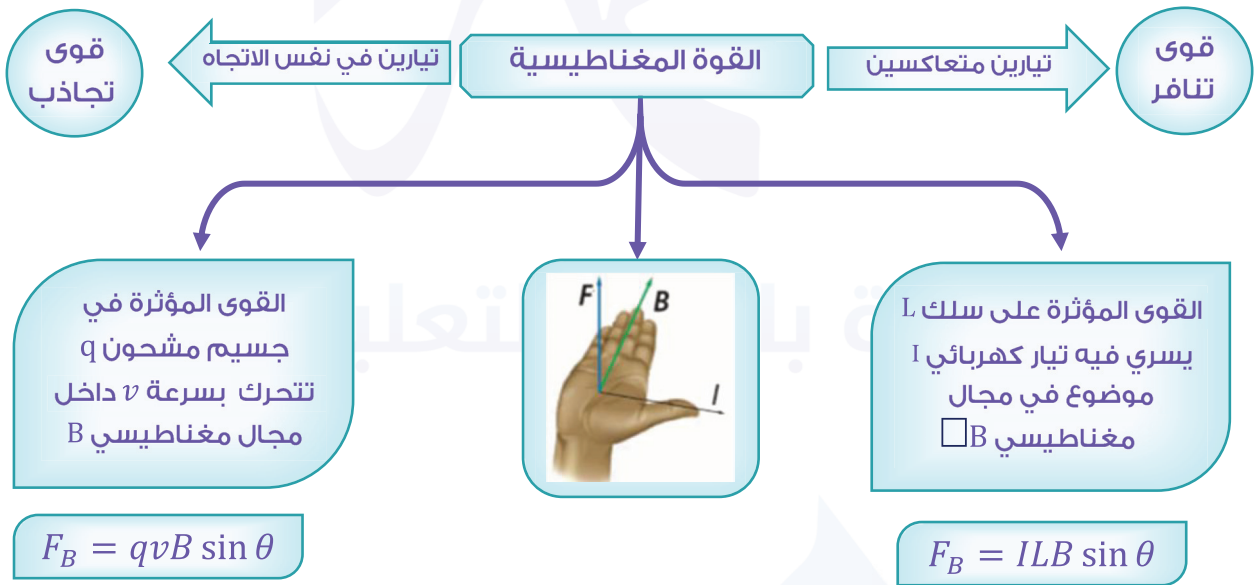 القوة المغناطيسية
تيارين متعاكسين
قوى
تنافر
تيارين في نفس الاتجاه
قوى
تجاذب
القوى المؤثرة على سلك L
يسري فيه تيار كهربائي I
موضوع في مجال
مغناطيسي B
F_B = ILB sin θ
F
B
I
القوى المؤثرة في
جسيم مشحون q
تتحرك بسرعة v داخل
مجال مغناطيسي B
F_B = qvB sin θ